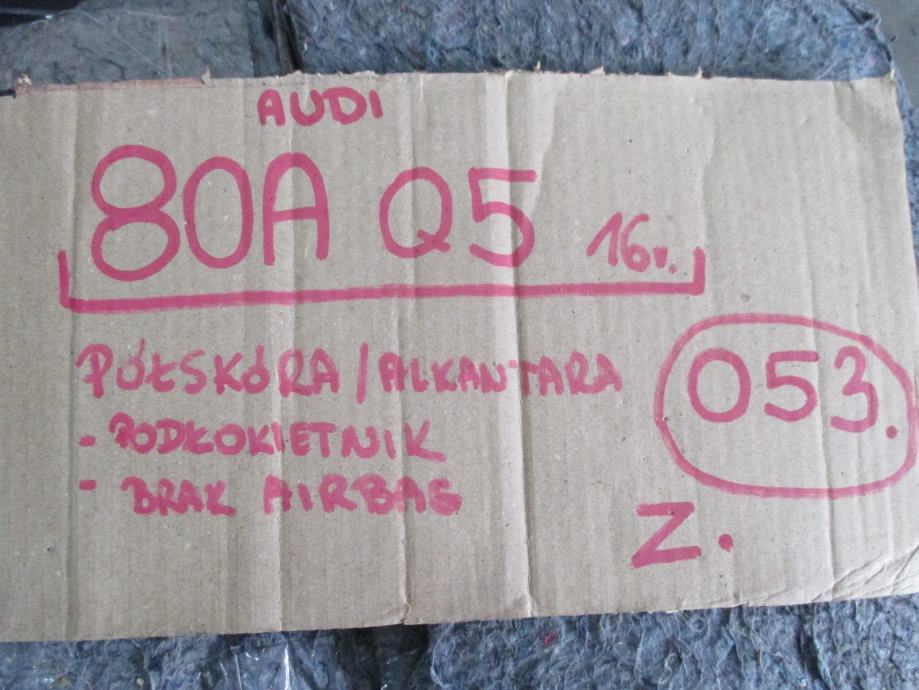 AUDI
80A Q5 16r.
PÓŁSKÓRA/ALKANTARA
- PODŁOKIETNIK
- BRAK AIRBAG
053.
Z.